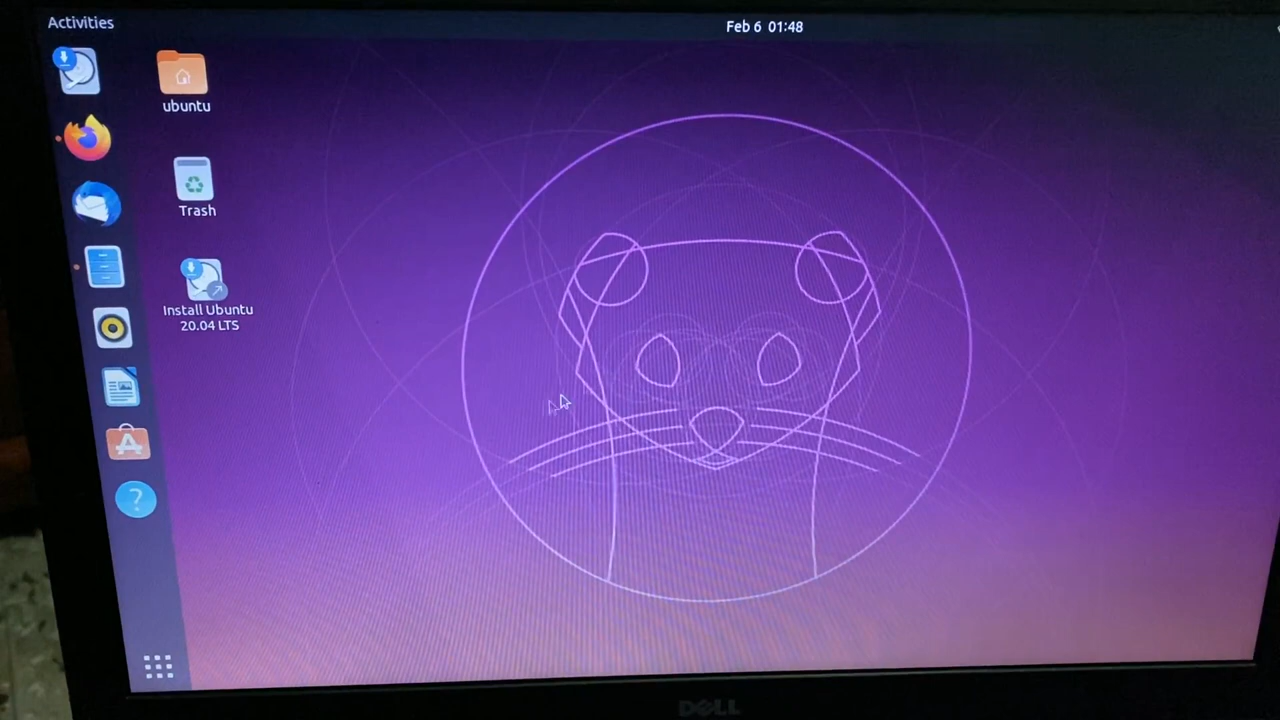 Activities
Feb 6 01:48
ubuntu
Trash
Install Ubuntu
20.04 LTS
DELL